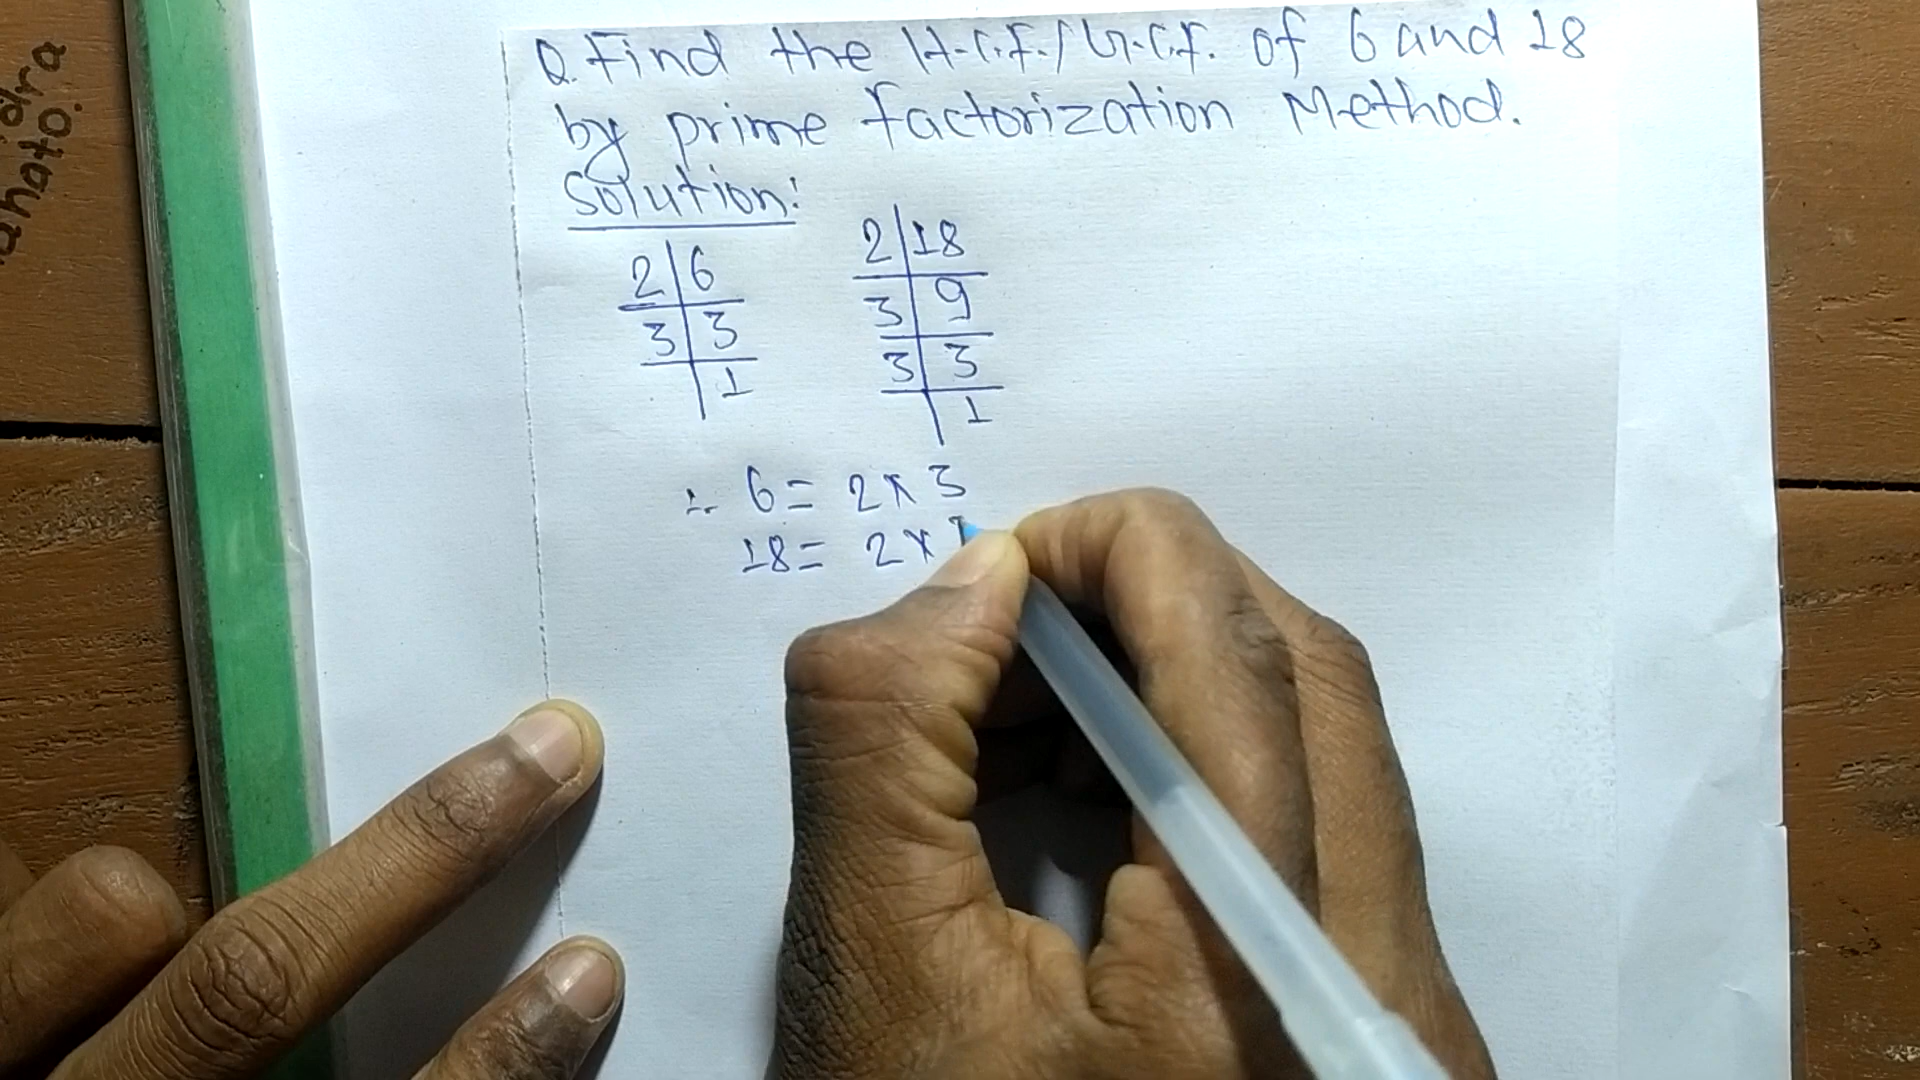 Q. Find the H.C.F./G.C.F. of 6 and 18
by prime factorization Method.
Solution:
2 | 6
3 | 3
1
2 | 18
3 | 9
3 | 3
1
∴ 6 = 2 × 3
18 = 2 ×